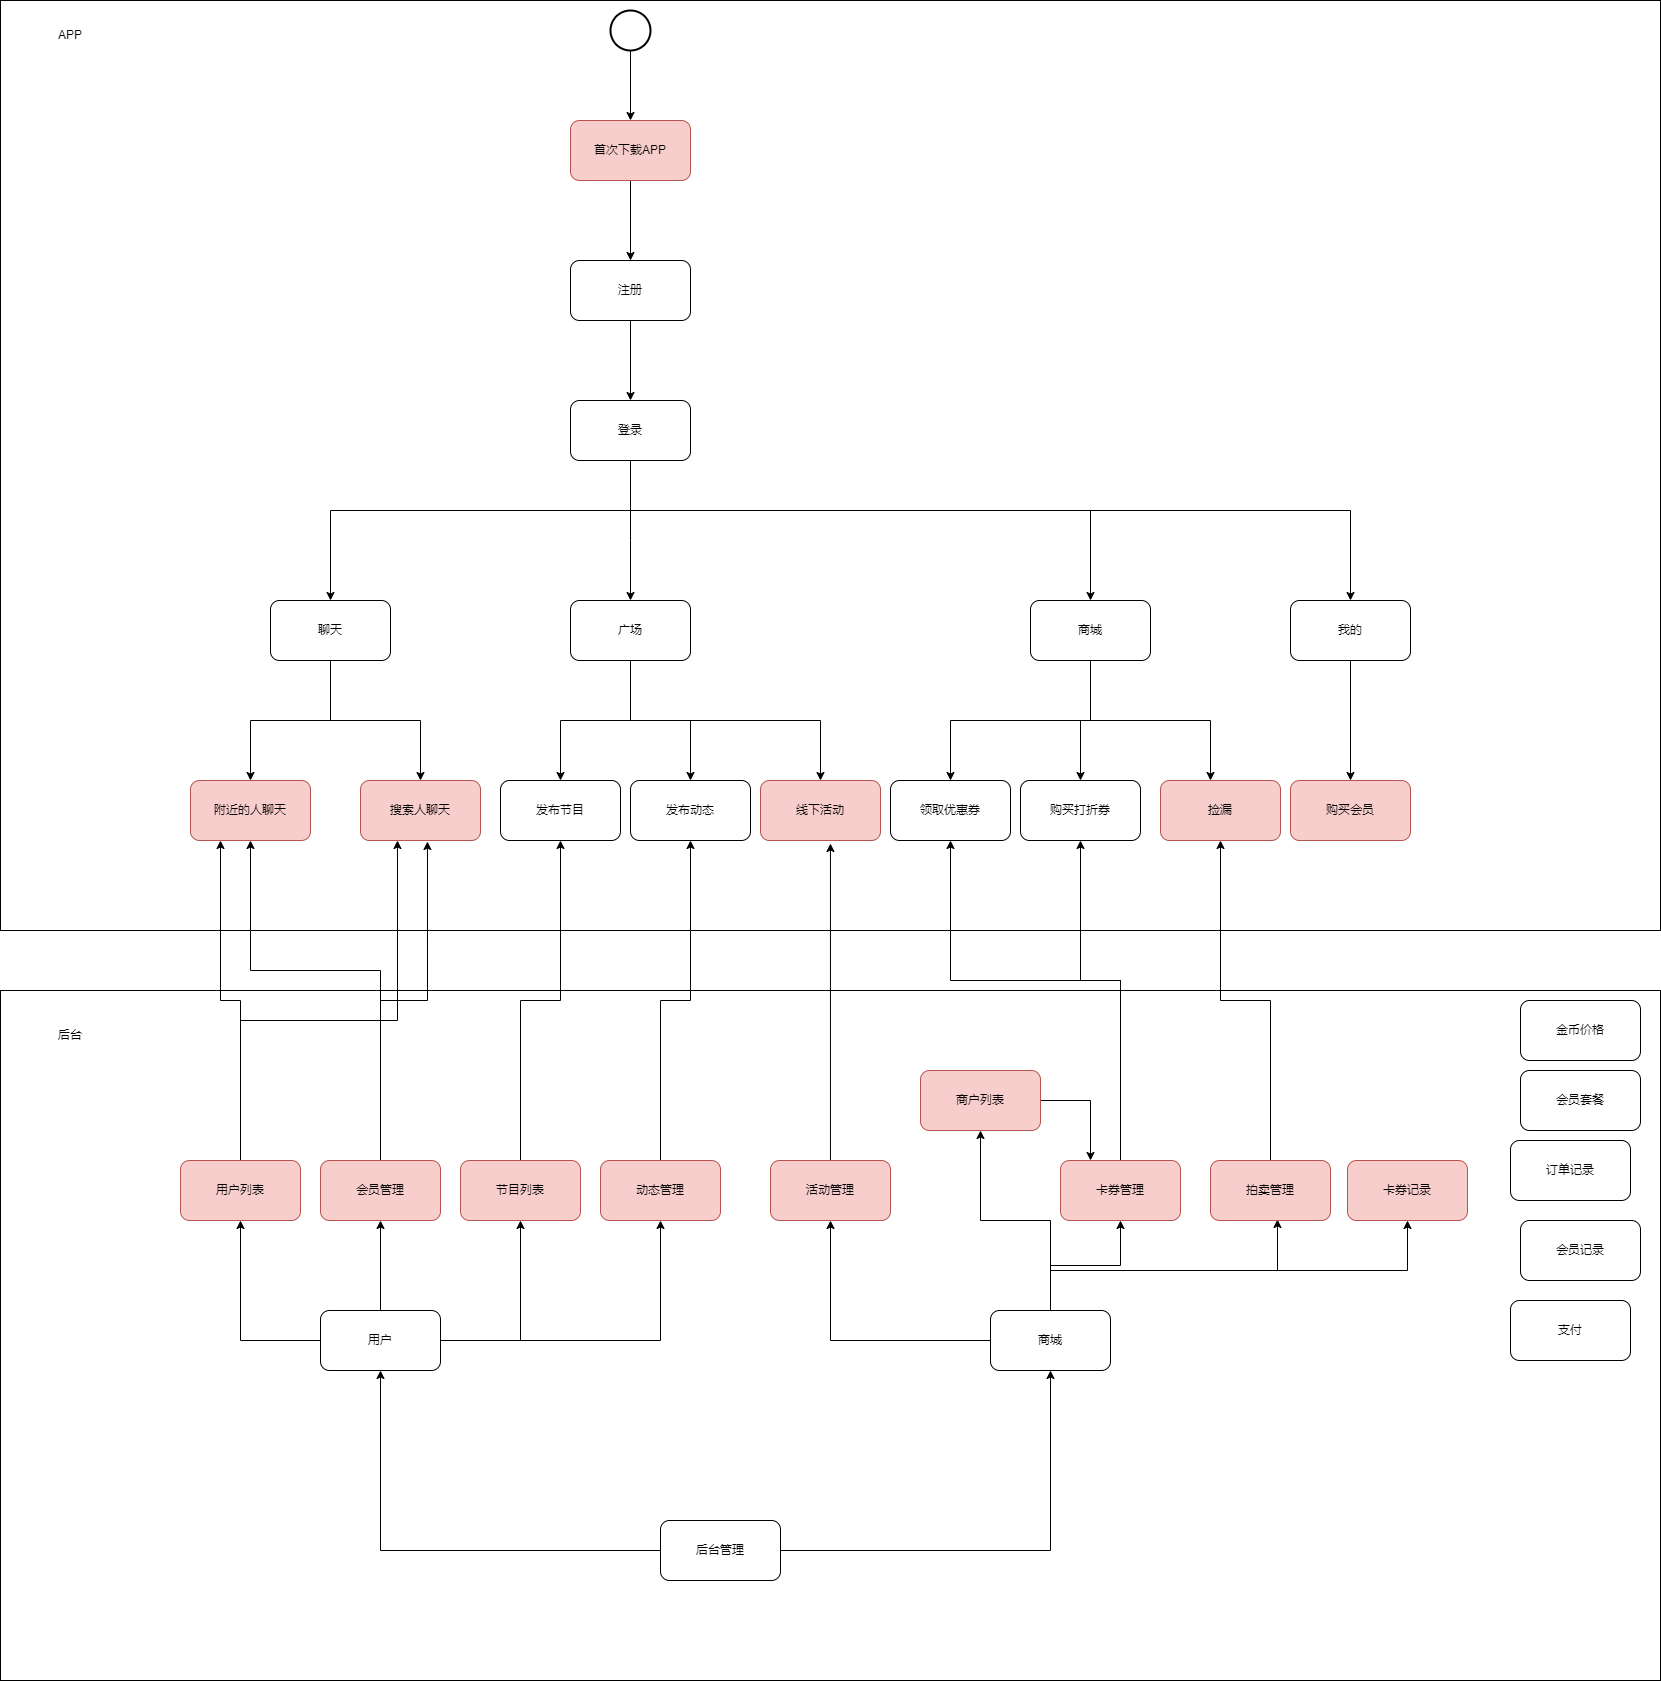 APP
首次下载APP
注册
登录
聊天
广场
商城
我的
附近的人聊天
搜索人聊天
发布节目
发布动态
线下活动
领取优惠券
购买打折券
捡漏
购买会员
后台
金币价格
商户列表
会员套餐
用户列表
会员管理
节目列表
动态管理
活动管理
卡券管理
拍卖管理
卡券记录
订单记录
会员记录
用户
商城
支付
后台管理